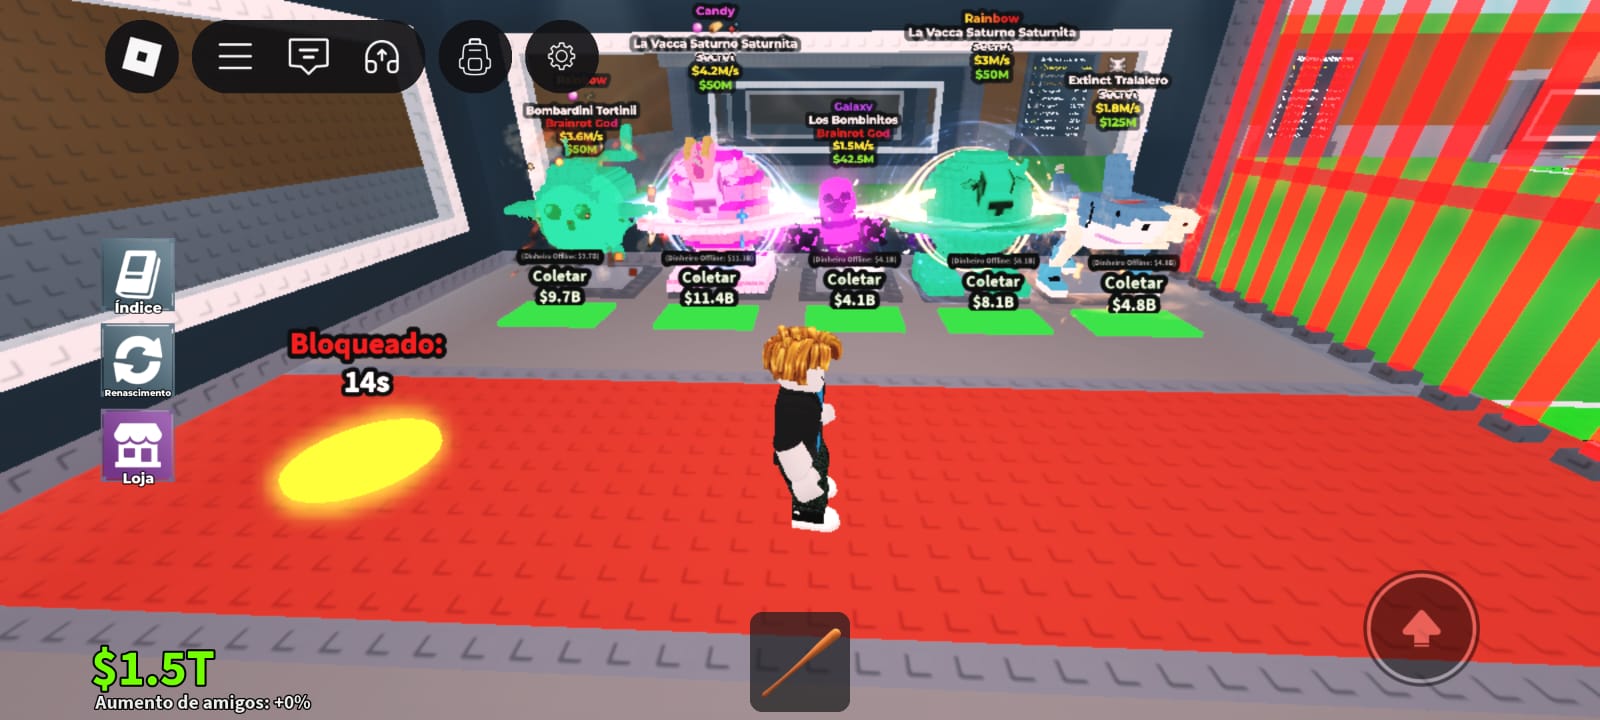 Candy
La Vacca Saturno Saturnita
Secret
$4.2M/s
$50M
Rainbow
La Vacca Saturno Saturnita
Secret
$3M/s
$50M
Rainbow
Bombardini Tortinii
Brainrot God
$3.6M/s
$50M
Galaxy
Los Bombinitos
Brainrot God
$1.5M/s
$42.5M
Extinct Tralalero
Secret
$1.8M/s
$125M
Coletar
$9.7B
Coletar
$11.4B
Coletar
$4.1B
Coletar
$8.1B
Coletar
$4.8B
Índice
Renascimento
Loja
Bloqueado:
14s
$1.5T
Aumento de amigos: +0%